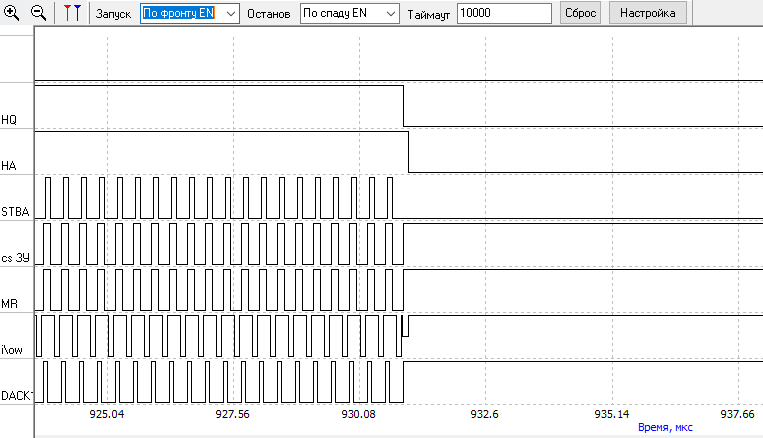 Запуск По фронту EN Останов По спаду EN Таймаут 10000 Сброс Настройка
HQ
HA
STBA
cs ЗУ
MR
i\ow
DACK
925.04 927.56 930.08 932.6 935.14 937.66
Время, мкс